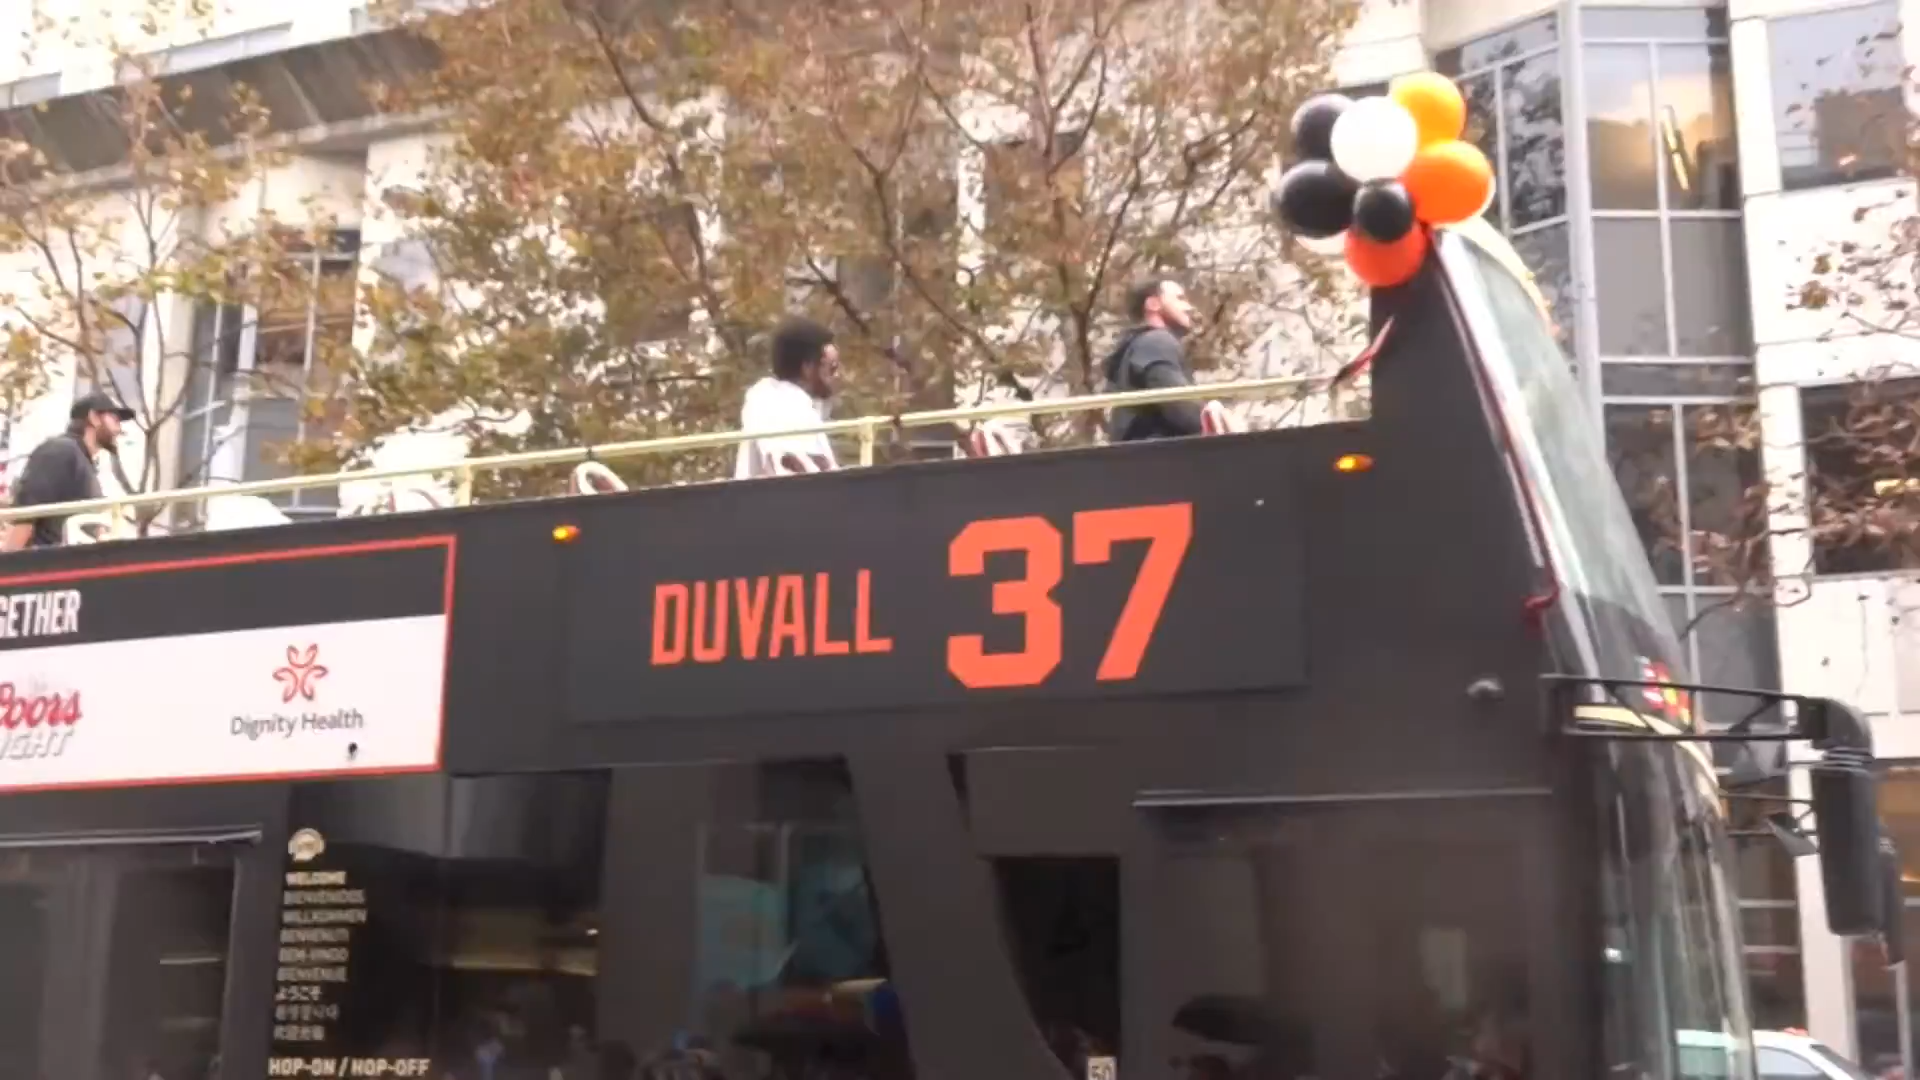 GETHER
Coors
LIGHT
Dignity Health
DUVALL 37
WELCOME
BIENVENIDOS
WILLKOMMEN
BENVENUTI
BEM-VINDO
BIENVENUE
ようこそ
HOP-ON / HOP-OFF
50